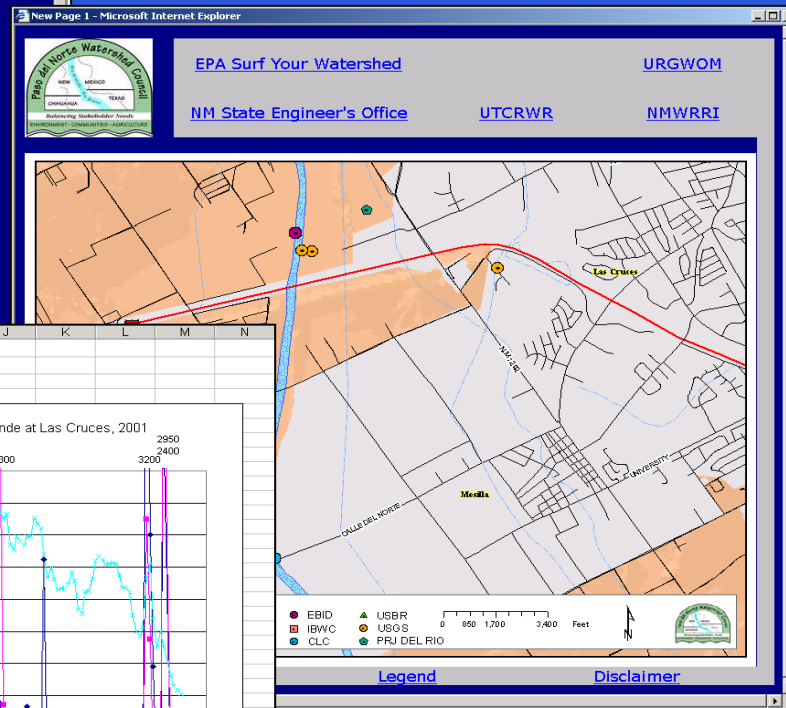 New Page 1 - Microsoft Internet Explorer
Paso del Norte Watershed Council
NEW MEXICO
TEXAS
CHIHUAHUA
Balancing Stakeholder Needs
ENVIRONMENT - COMMUNITIES - AGRICULTURE
EPA Surf Your Watershed
URGWOM
NM State Engineer's Office
UTCRWR
NMWRRI
Las Cruces
N.M. 292
Mesilla
UNIVERSITY
CALLE DEL NORTE
J K L M N
nde at Las Cruces, 2001
2950
2400
300
3200
EBID
USBR
IBWC
USGS
CLC
PRJ DEL RIO
0 850 1,700 3,400 Feet
N
Legend
Disclaimer